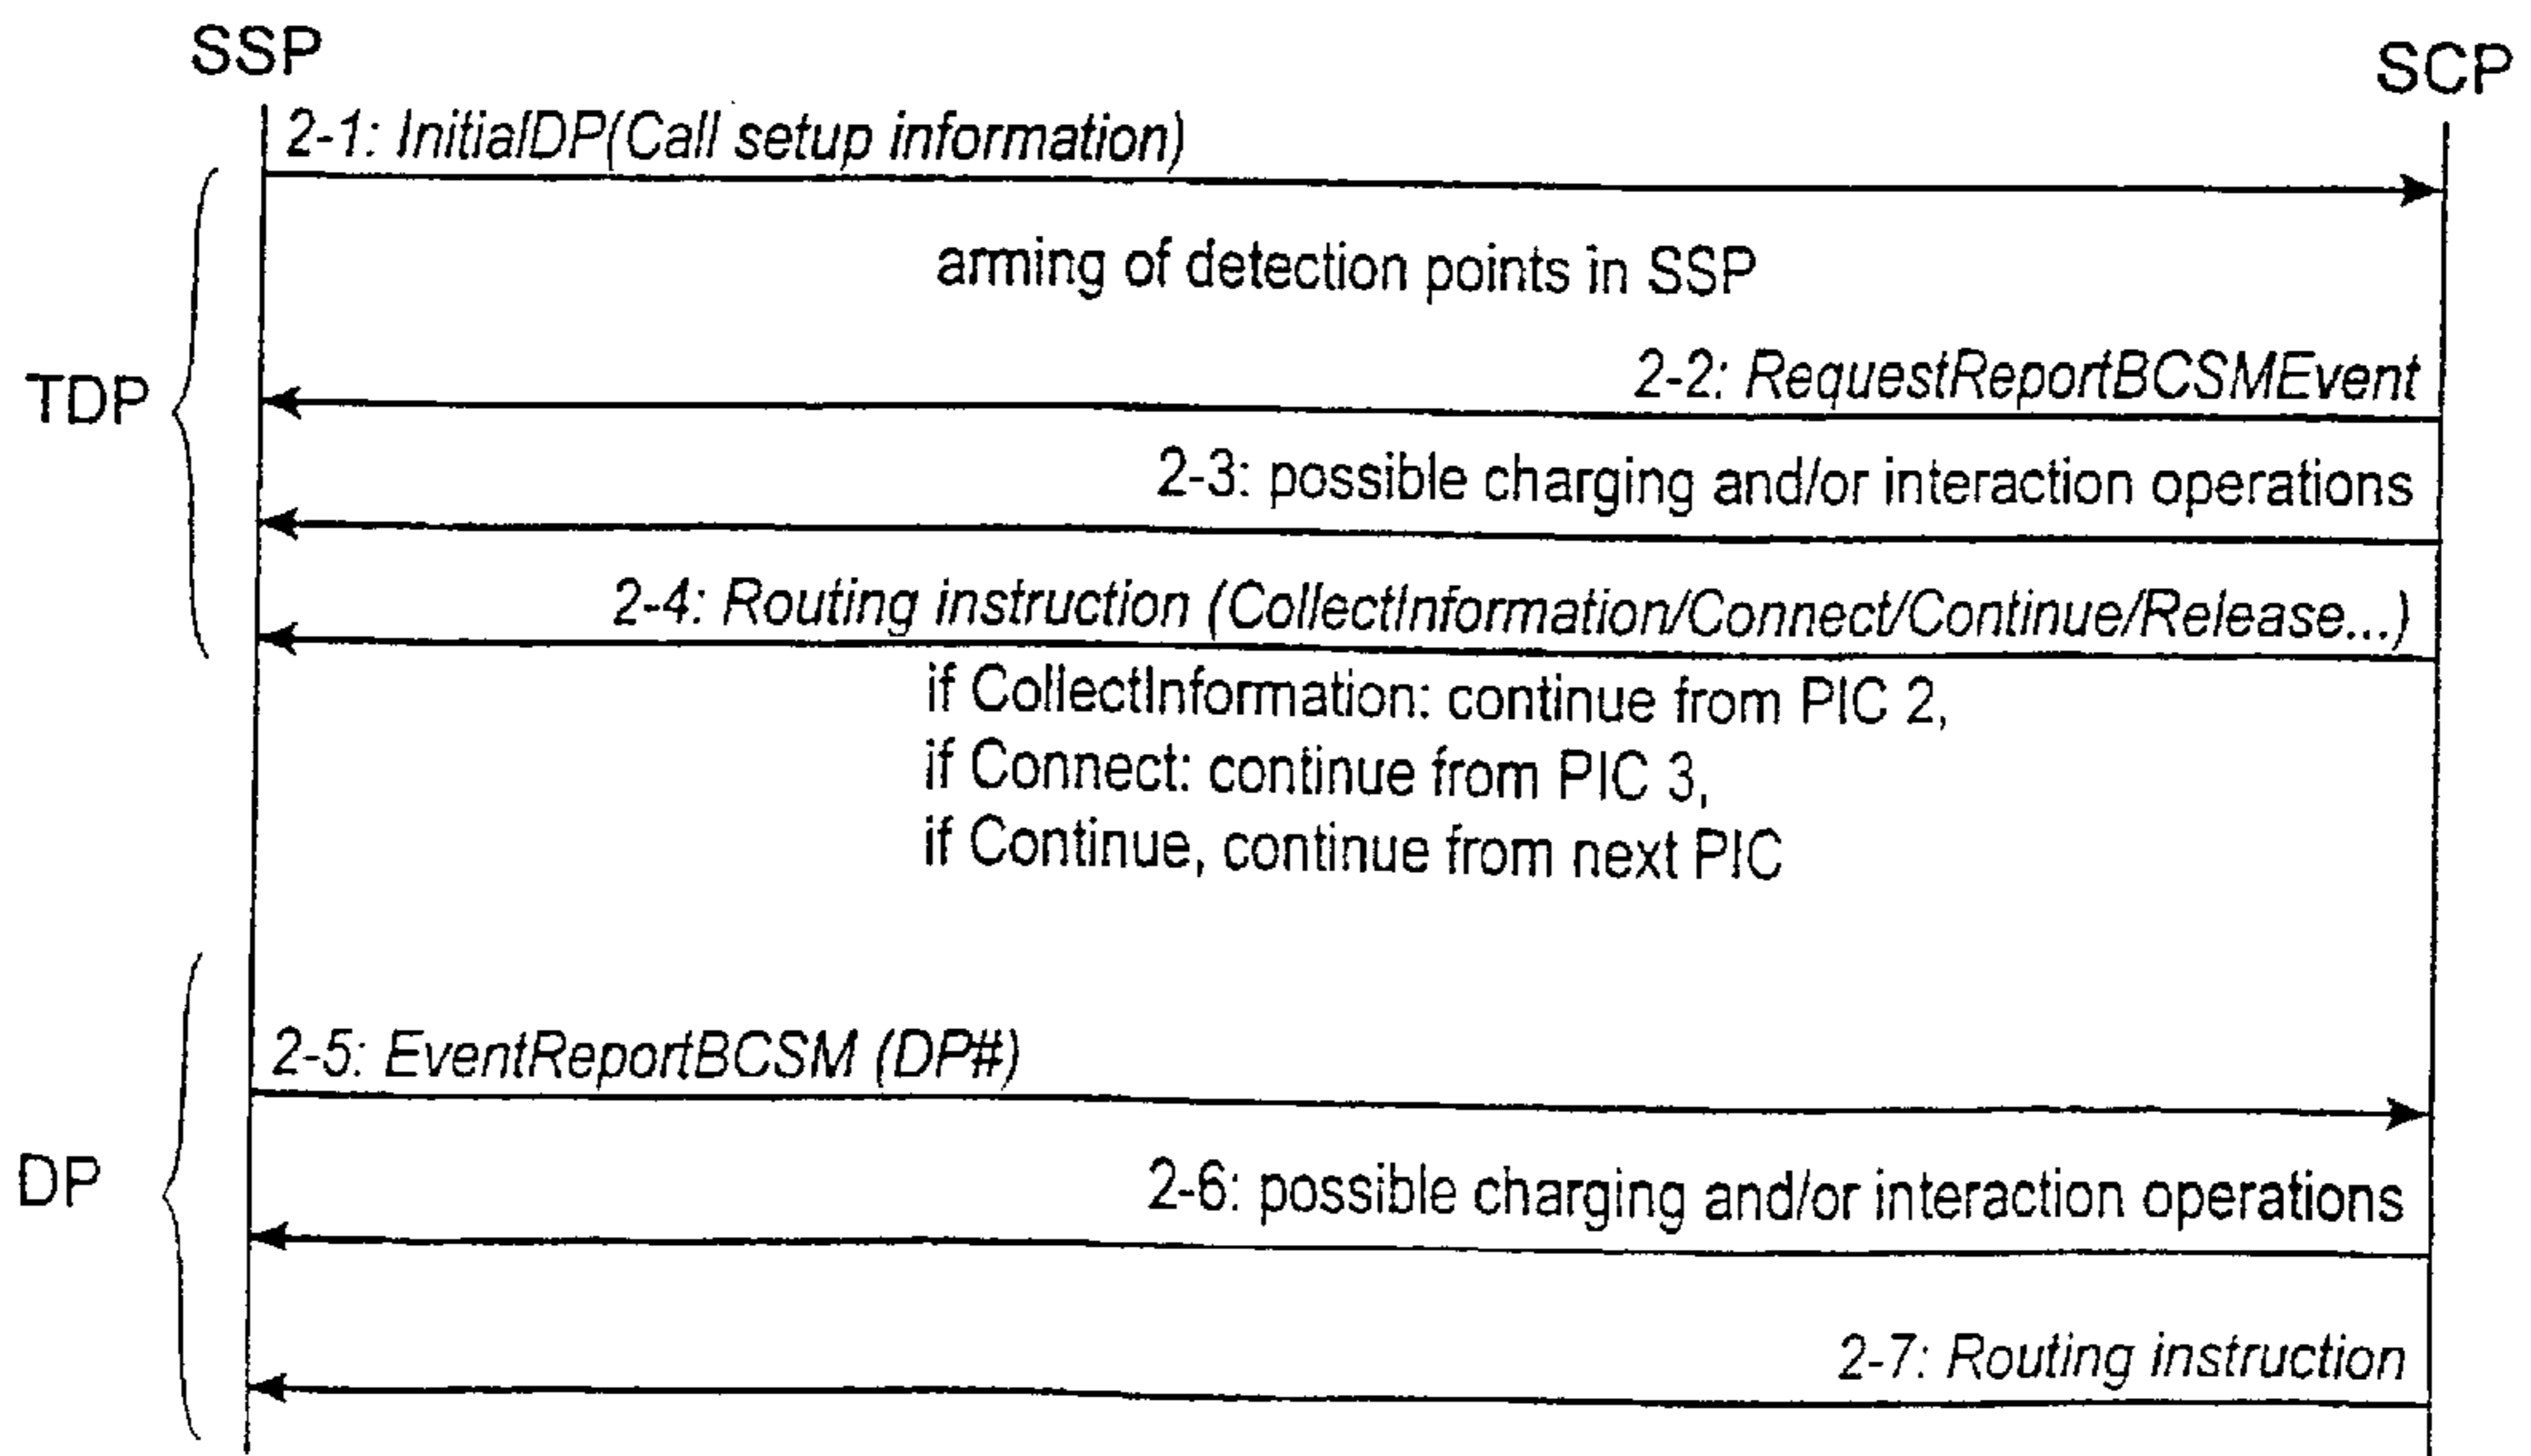 SSP
SCP
2-1: InitialDP(Call setup information)
arming of detection points in SSP
2-2: RequestReportBCSMEvent
TDP
2-3: possible charging and/or interaction operations
2-4: Routing instruction (CollectInformation/Connect/Continue/Release...)
if CollectInformation: continue from PIC 2,
if Connect: continue from PIC 3,
if Continue, continue from next PIC
2-5: EventReportBCSM (DP#)
DP
2-6: possible charging and/or interaction operations
2-7: Routing instruction